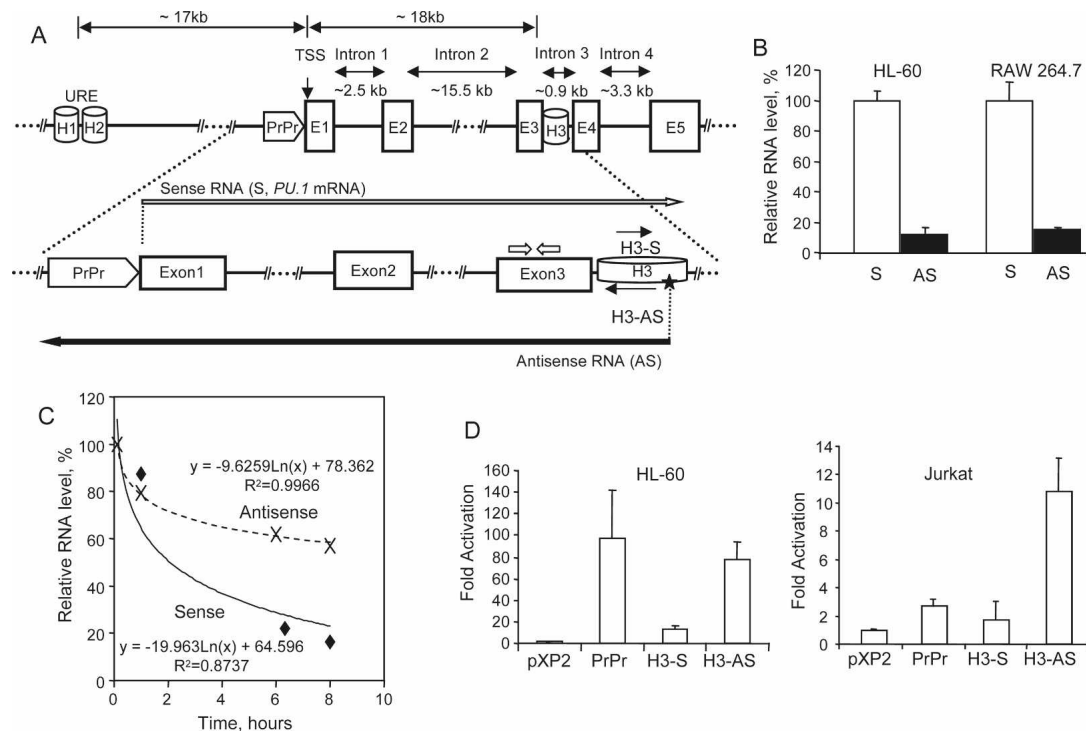 A
~ 17kb
~ 18kb
TSS
Intron 1
Intron 2
Intron 3
Intron 4
~2.5 kb
~15.5 kb
~0.9 kb
~3.3 kb
URE
H1
H2
PrPr
E1
E2
E3
H3
E4
E5
Sense RNA (S, PU.1 mRNA)
PrPr
Exon1
Exon2
Exon3
H3-S
H3
H3-AS
Antisense RNA (AS)
B
HL-60
RAW 264.7
Relative RNA level, %
120
100
80
60
40
20
0
S
AS
S
AS
C
Relative RNA level, %
120
100
80
60
40
20
0
y = -9.6259Ln(x) + 78.362
R²=0.9966
Antisense
Sense
y = -19.963Ln(x) + 64.596
R²=0.8737
0
2
4
6
8
10
Time, hours
D
HL-60
Fold Activation
160
140
120
100
80
60
40
20
0
pXP2
PrPr
H3-S
H3-AS
Jurkat
Fold Activation
14
12
10
8
6
4
2
0
pXP2
PrPr
H3-S
H3-AS